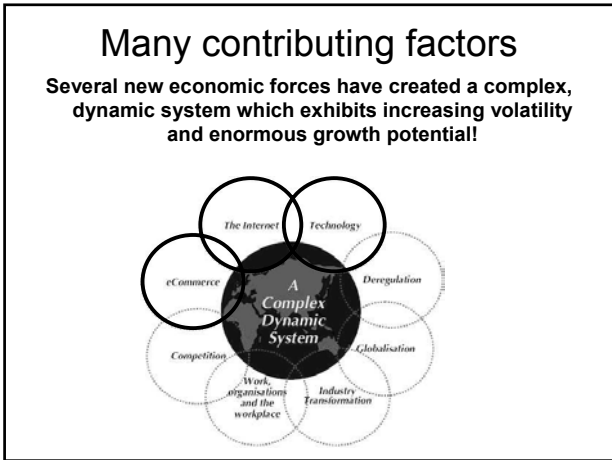 Many contributing factors
Several new economic forces have created a complex,
dynamic system which exhibits increasing volatility
and enormous growth potential!
The Internet
Technology
eCommerce
Deregulation
A
Complex
Dynamic
System
Competition
Globalisation
Work,
organisations
and the
workplace
Industry
Transformation